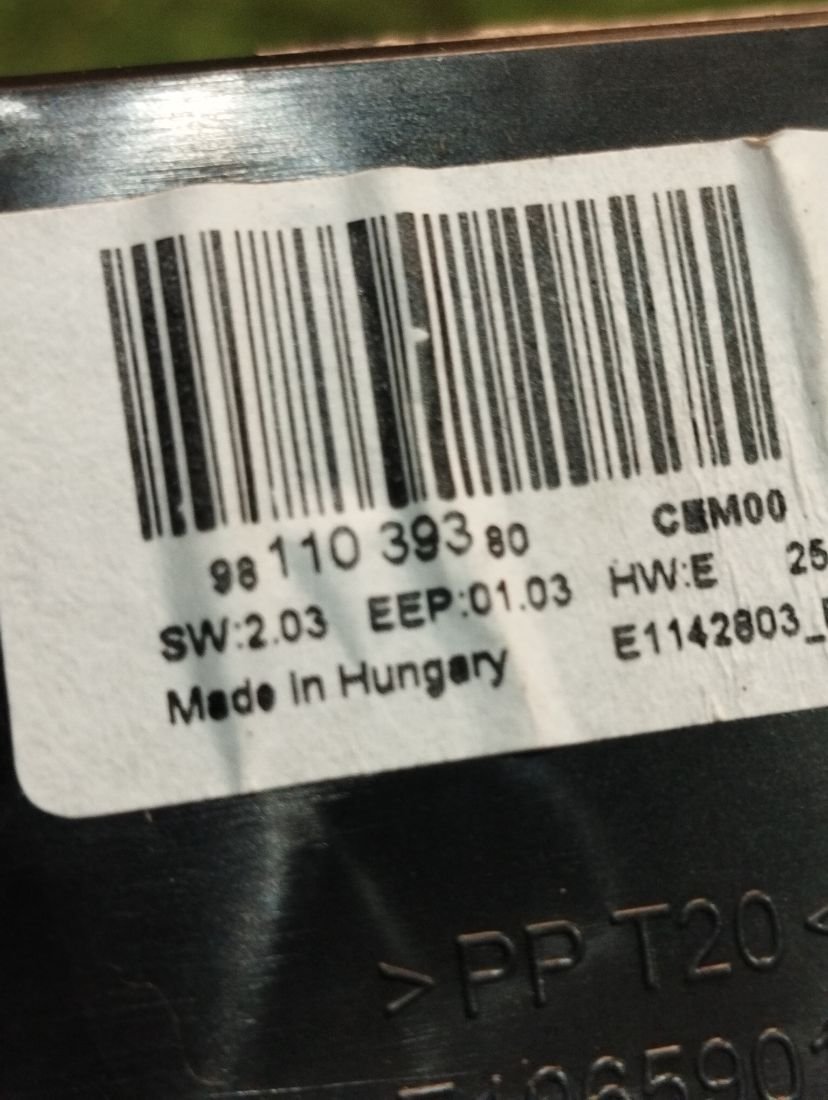 98 110 393 80 CEM00
SW:2.03 EEP:01.03 HW:E 25
Made in Hungary E1142803_
>PP T20<